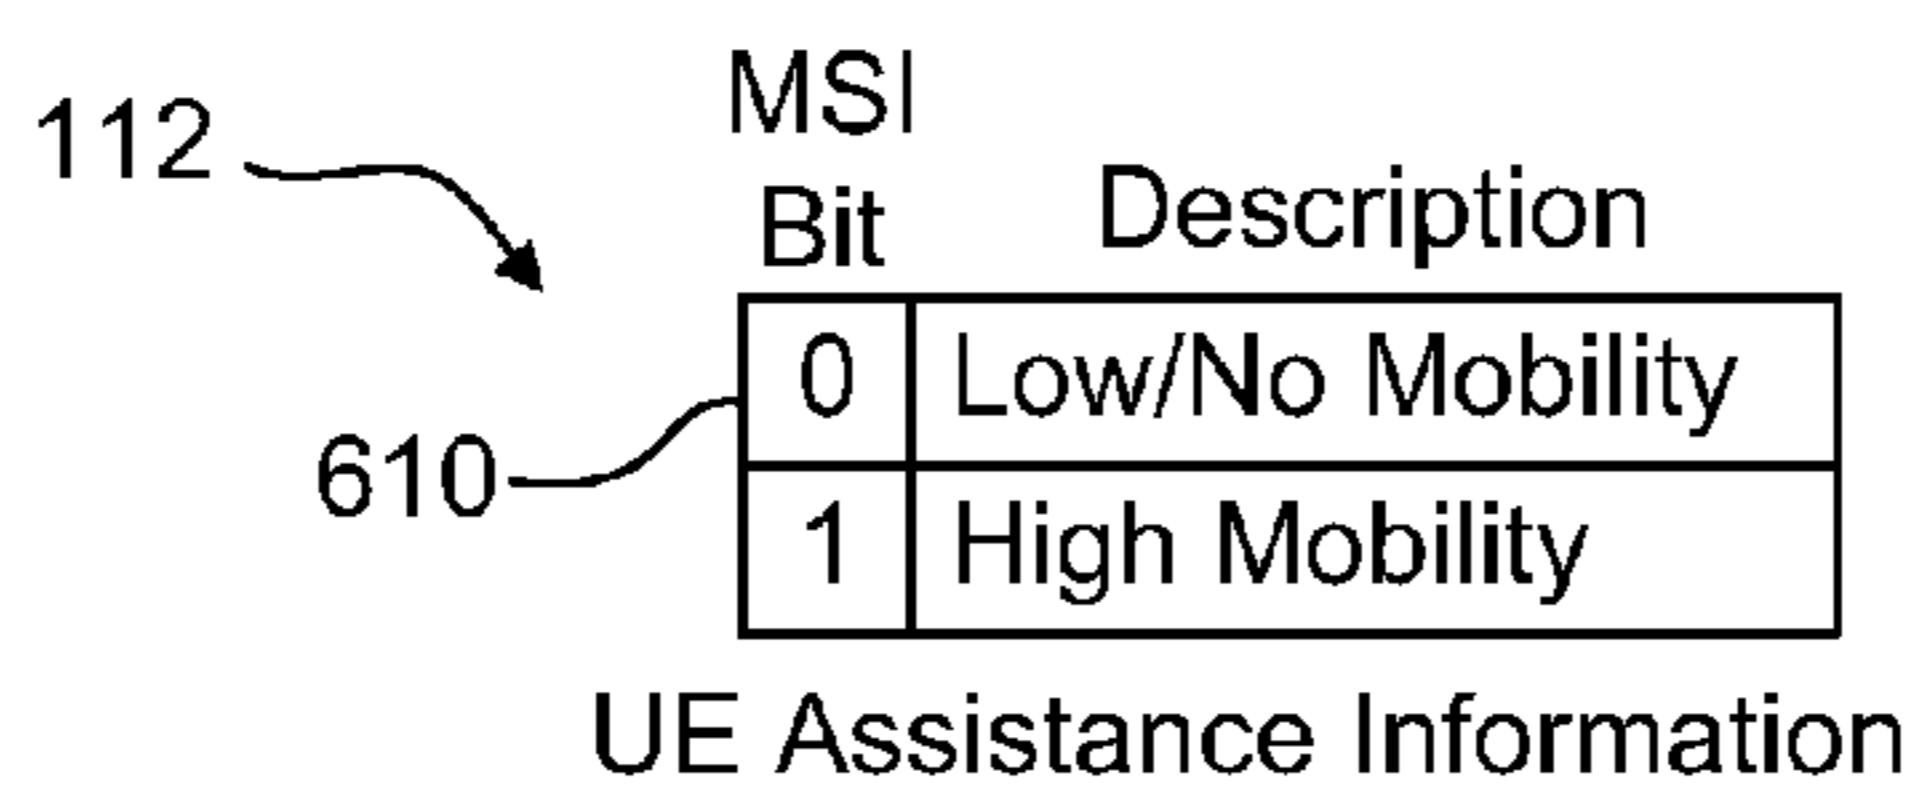 MSI
112
Bit Description
0 Low/No Mobility
610
1 High Mobility
UE Assistance Information